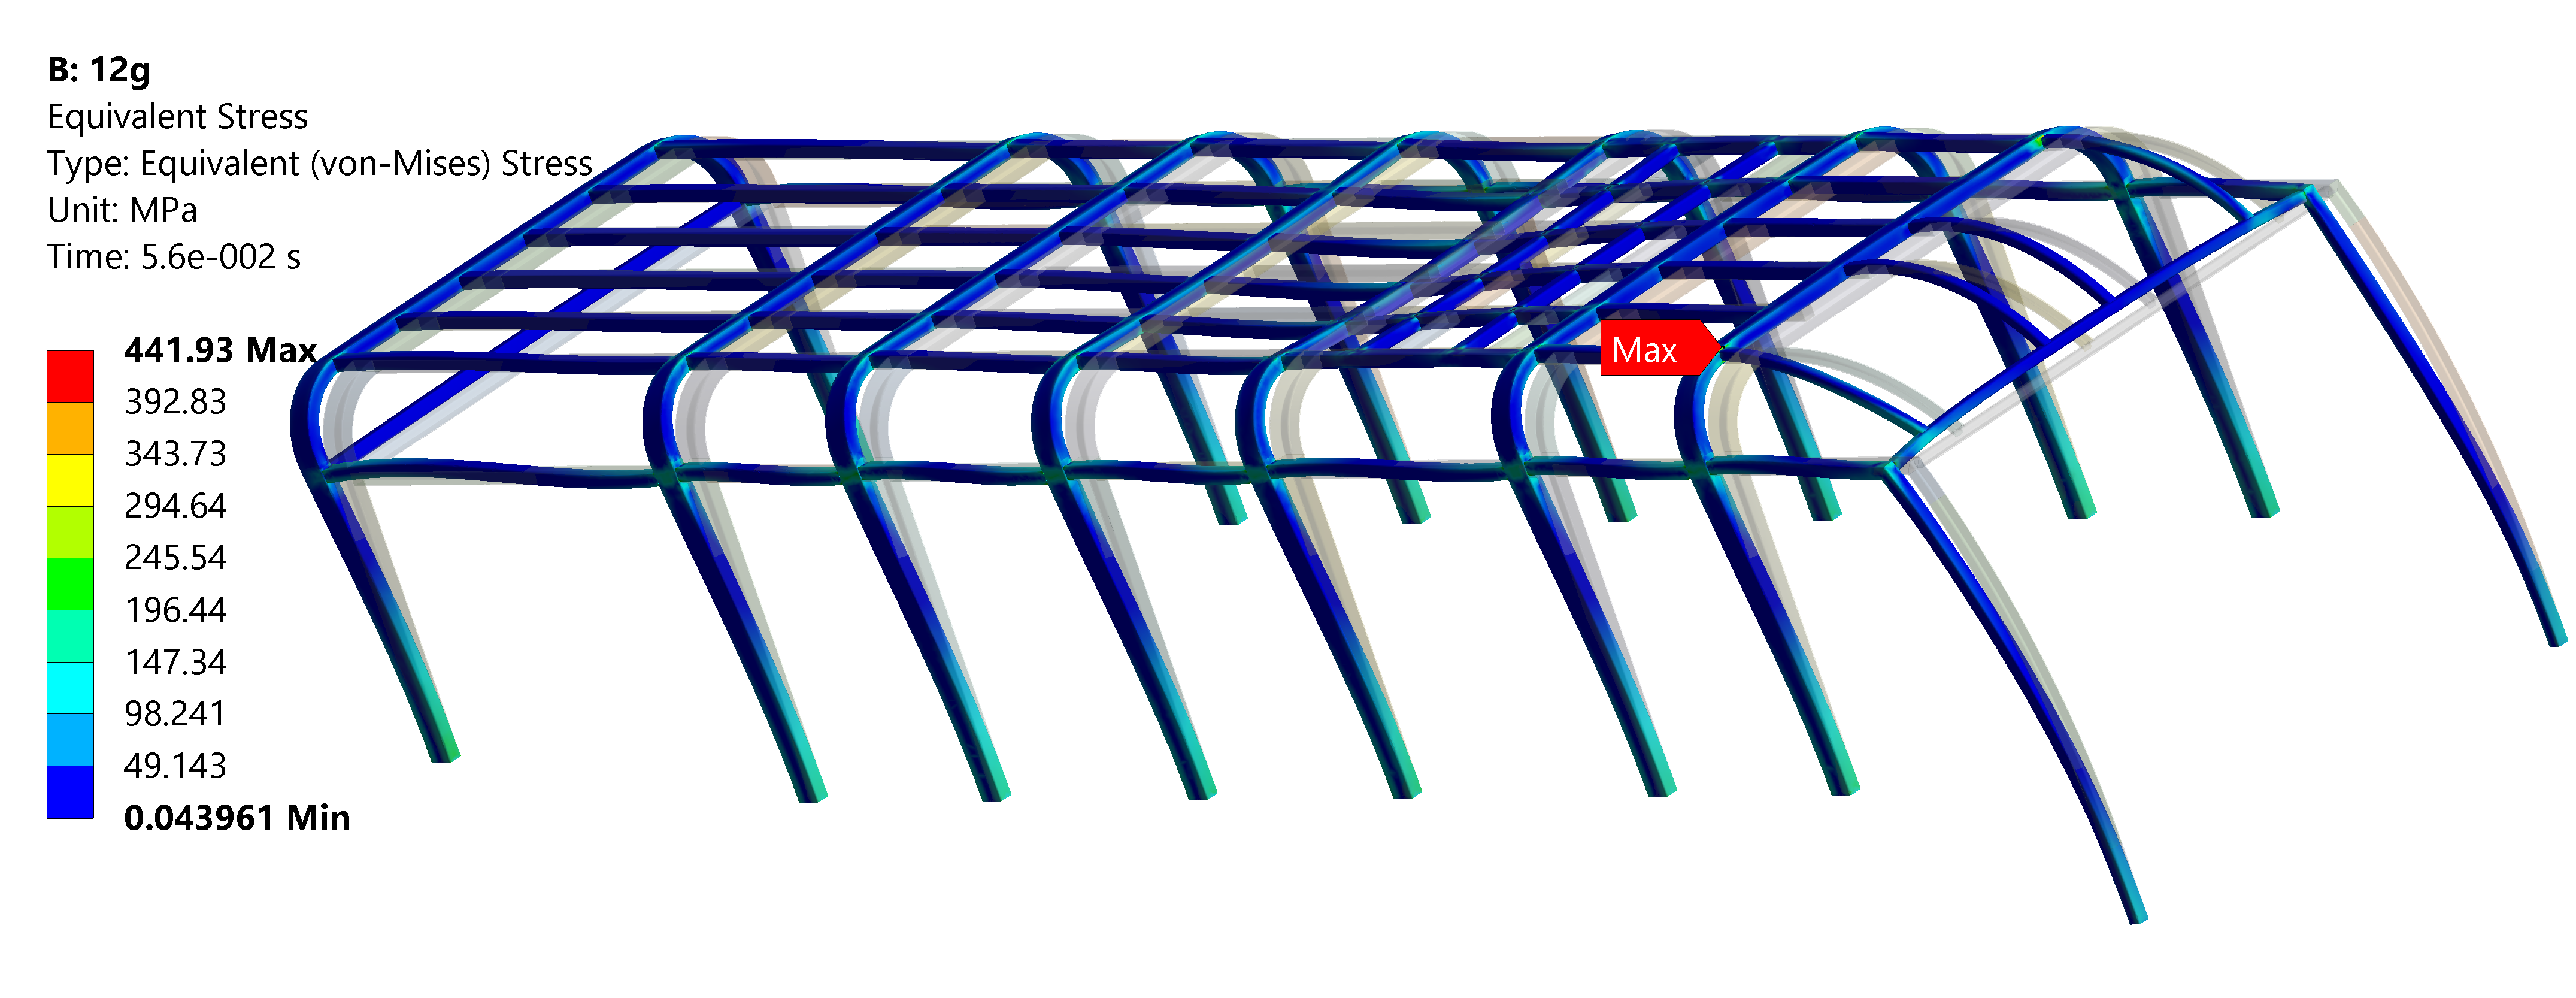 B: 12g
Equivalent Stress
Type: Equivalent (von-Mises) Stress
Unit: MPa
Time: 5.6e-002 s
441.93 Max
392.83
343.73
294.64
245.54
196.44
147.34
98.241
49.143
0.043961 Min
Max